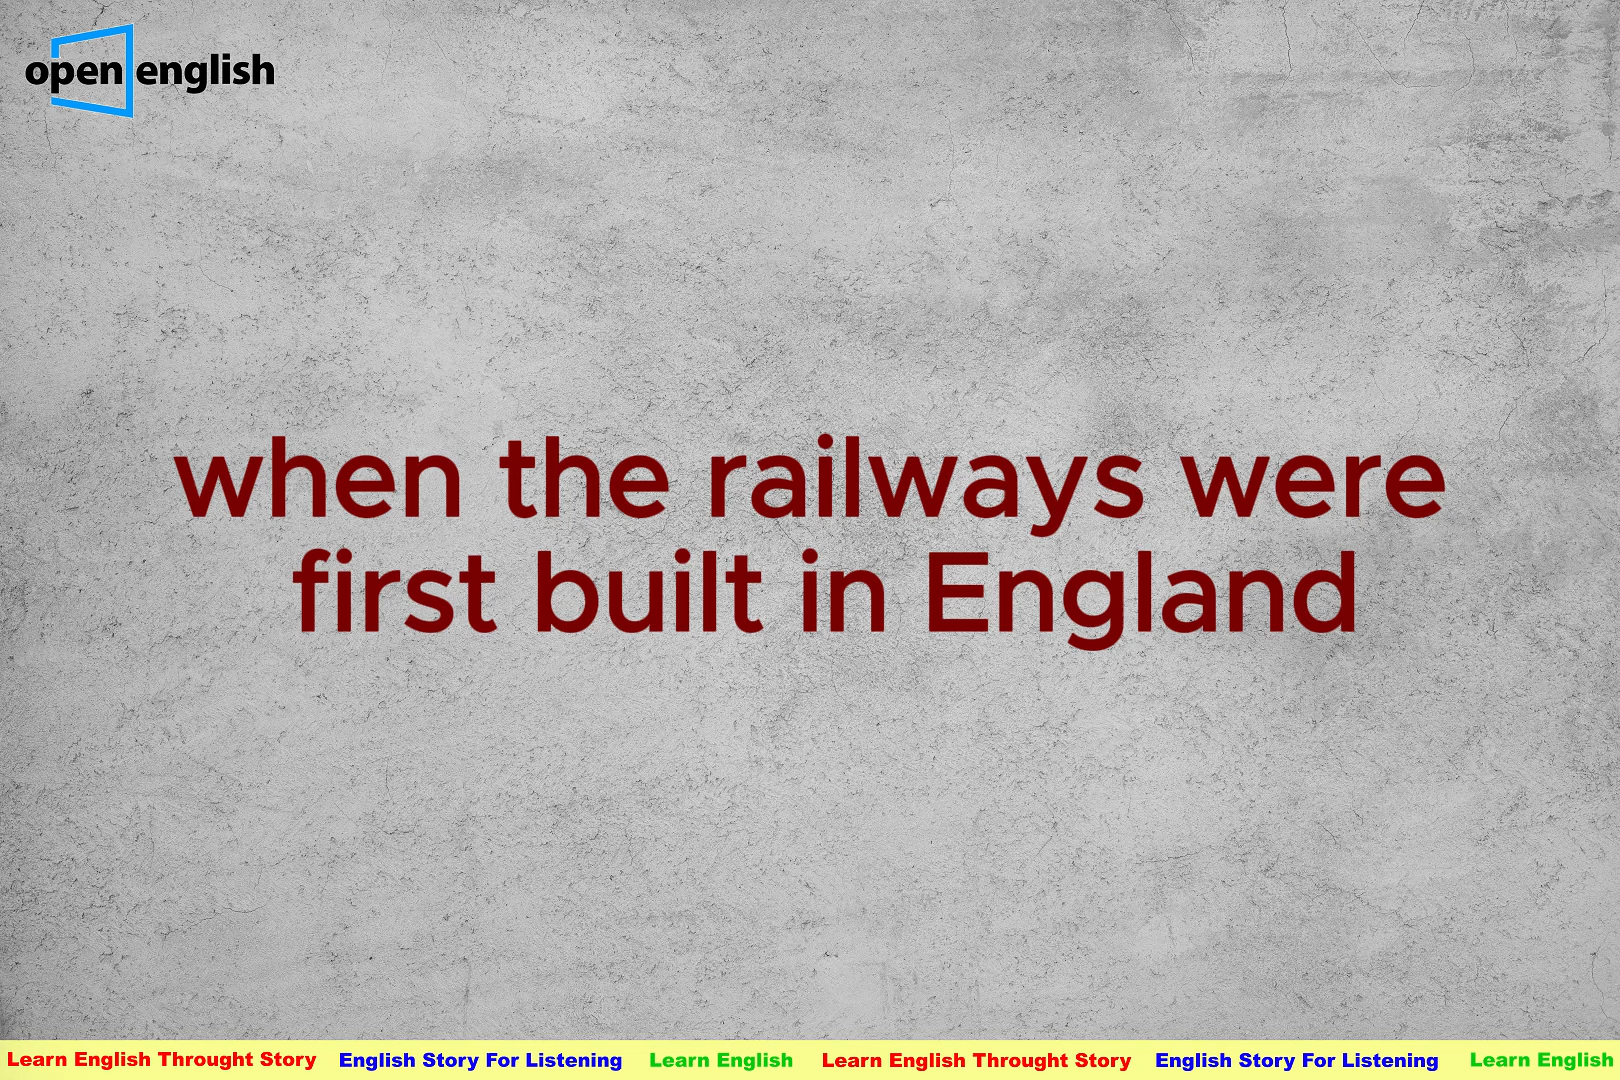 open english
when the railways were
first built in England
Learn English Throught Story English Story For Listening Learn English Learn English Throught Story English Story For Listening Learn English